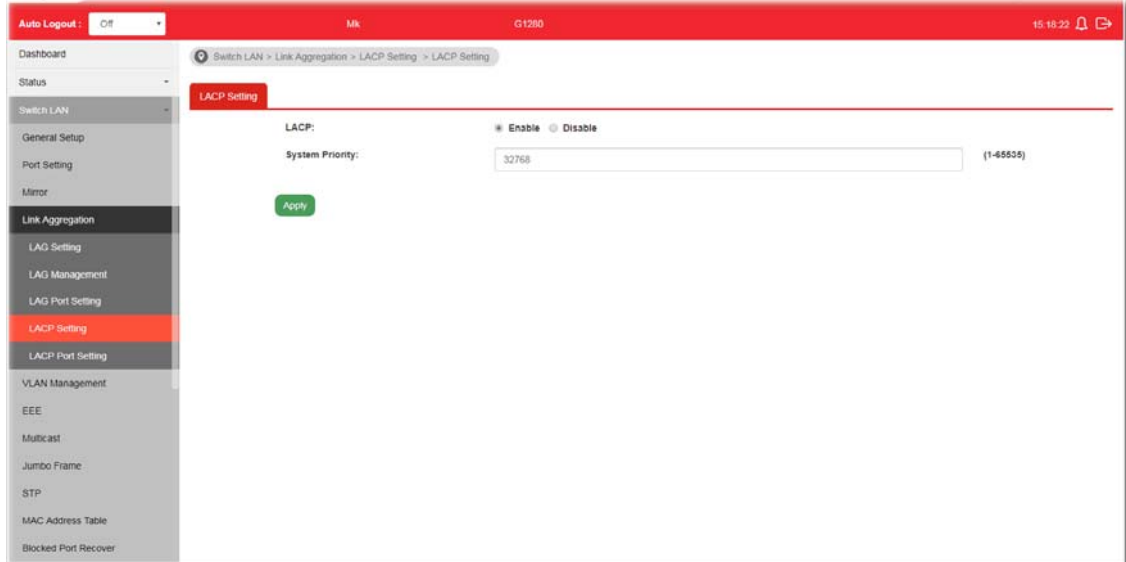 Auto Logout : Off Mk G1280 15:18:22
Dashboard
Switch LAN > Link Aggregation > LACP Setting > LACP Setting
Status
LACP Setting
Switch LAN
LACP: Enable Disable
General Setup
System Priority: 32768 (1-65535)
Port Setting
Mirror
Apply
Link Aggregation
LAG Setting
LAG Management
LAG Port Setting
LACP Setting
LACP Port Setting
VLAN Management
EEE
Multicast
Jumbo Frame
STP
MAC Address Table
Blocked Port Recover